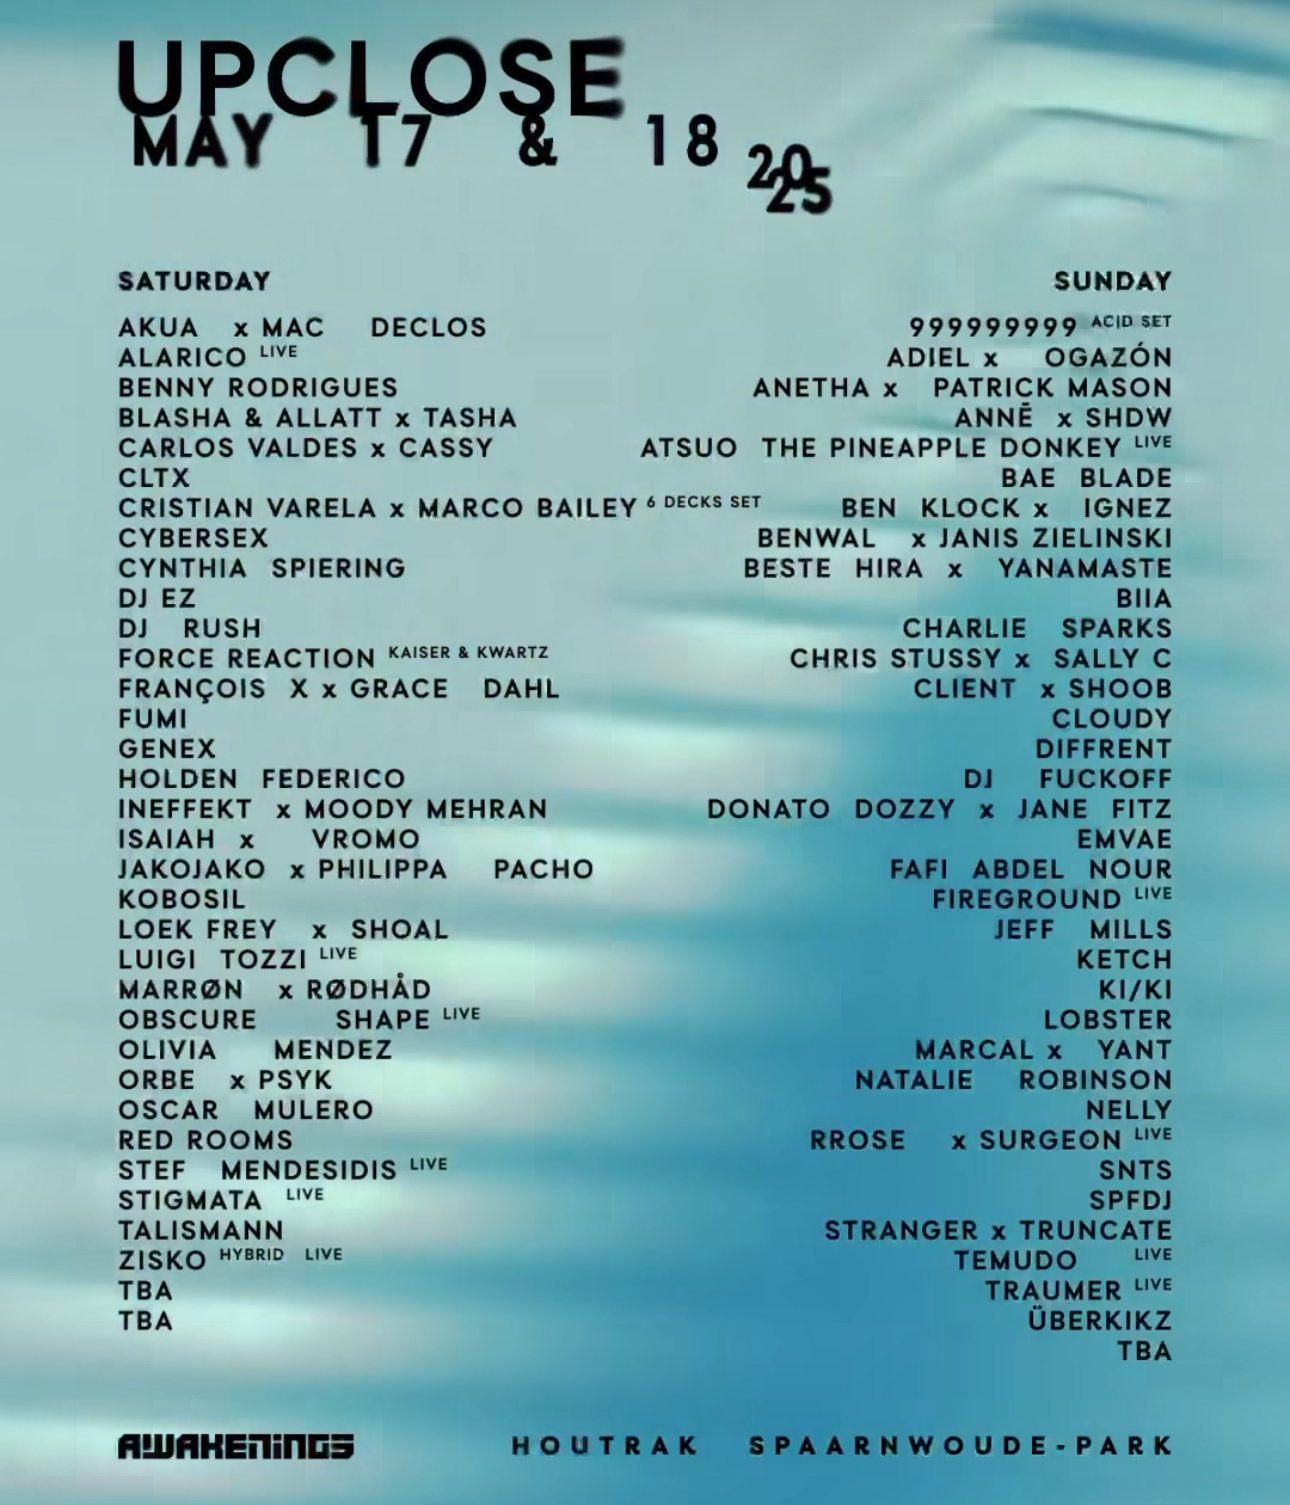 UPCLOSE
MAY 17 & 18 2025
SATURDAY
AKUA x MAC DECLOS
ALARICO LIVE
BENNY RODRIGUES
BLASHA & ALLATT x TASHA
CARLOS VALDES x CASSY
CLTX
CRISTIAN VARELA x MARCO BAILEY 6 DECKS SET
CYBERSEX
CYNTHIA SPIERING
DJ EZ
DJ RUSH
FORCE REACTION KAISER & KWARTZ
FRANÇOIS X x GRACE DAHL
FUMI
GENEX
HOLDEN FEDERICO
INEFFEKT x MOODY MEHRAN
ISAIAH x VROMO
JAKOJAKO x PHILIPPA PACHO
KOBOSIL
LOEK FREY x SHOAL
LUIGI TOZZI LIVE
MARRØN x RØDHÅD
OBSCURE SHAPE LIVE
OLIVIA MENDEZ
ORBE x PSYK
OSCAR MULERO
RED ROOMS
STEF MENDESIDIS LIVE
STIGMATA LIVE
TALISMANN
ZISKO HYBRID LIVE
TBA
TBA
SUNDAY
999999999 ACID SET
ADIEL x OGAZÓN
ANETHA x PATRICK MASON
ANNĒ x SHDW
ATSUO THE PINEAPPLE DONKEY LIVE
BAE BLADE
BEN KLOCK x IGNEZ
BENWAL x JANIS ZIELINSKI
BESTE HIRA x YANAMASTE
BIIA
CHARLIE SPARKS
CHRIS STUSSY x SALLY C
CLIENT x SHOOB
CLOUDY
DIFFRENT
DJ FUCKOFF
DONATO DOZZY x JANE FITZ
EMVAE
FAFI ABDEL NOUR
FIREGROUND LIVE
JEFF MILLS
KETCH
KI/KI
LOBSTER
MARCAL x YANT
NATALIE ROBINSON
NELLY
RROSE x SURGEON LIVE
SNTS
SPFDJ
STRANGER x TRUNCATE
TEMUDO LIVE
TRAUMER LIVE
ÜBERKIKZ
TBA
AWAKENINGS
HOUTRAK SPAARNWOUDE-PARK